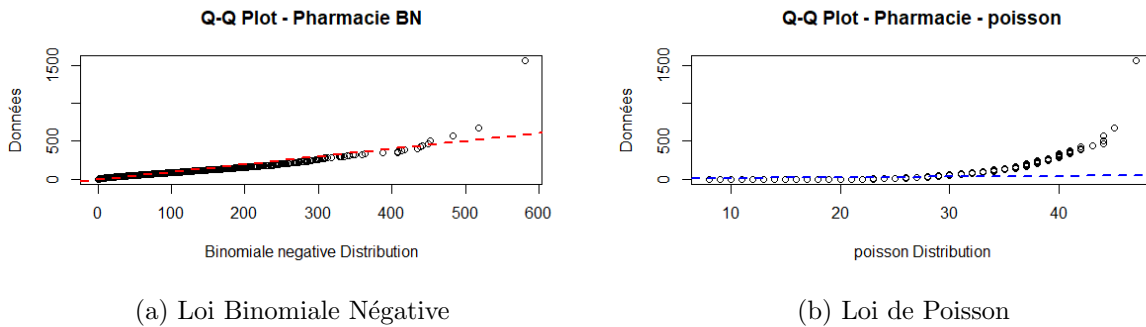 Q-Q Plot - Pharmacie BN
Données
0
500
1500
0
100
200
300
400
500
600
Binomiale negative Distribution
(a) Loi Binomiale Négative
Q-Q Plot - Pharmacie - poisson
Données
0
500
1500
10
20
30
40
poisson Distribution
(b) Loi de Poisson